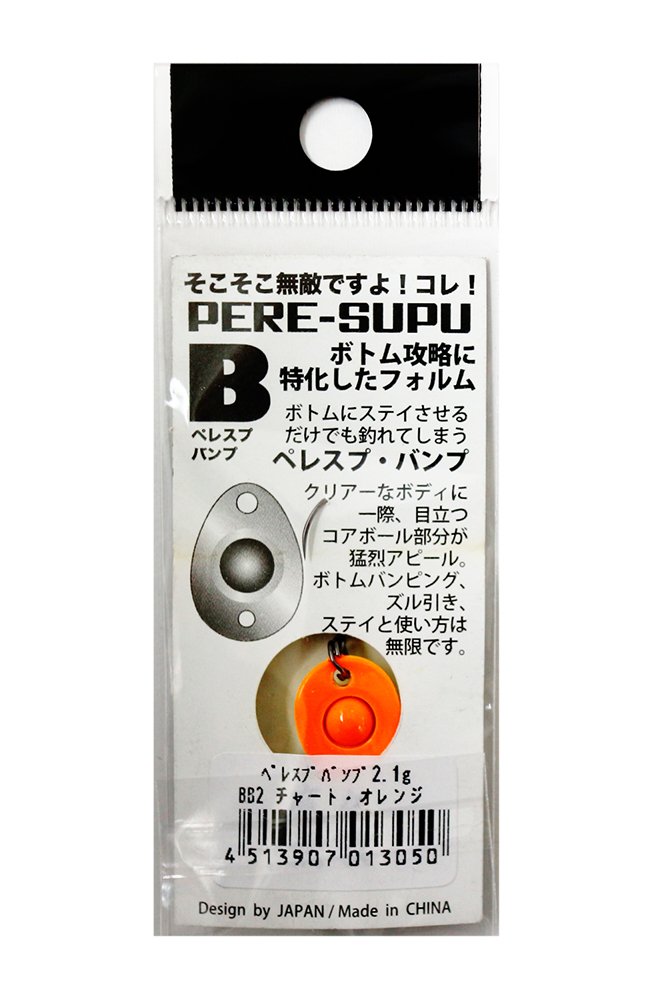 そこそこ無敵ですよ！コレ！
PERE-SUPU
B
ペレスプ
バンプ
ボトム攻略に
特化したフォルム
ボトムにステイさせる
だけでも釣れてしまう
ペレスプ・バンプ
クリアーなボディに
一際、目立つ
コアボール部分が
猛烈アピール。
ボトムバンピング、
ズル引き、
ステイと使い方は
無限です。
ﾍﾟﾚｽﾌﾟ ﾊﾞﾝﾌﾟ2.1g
BB2 チャート・オレンジ
4 513907 013050
Design by JAPAN / Made in CHINA